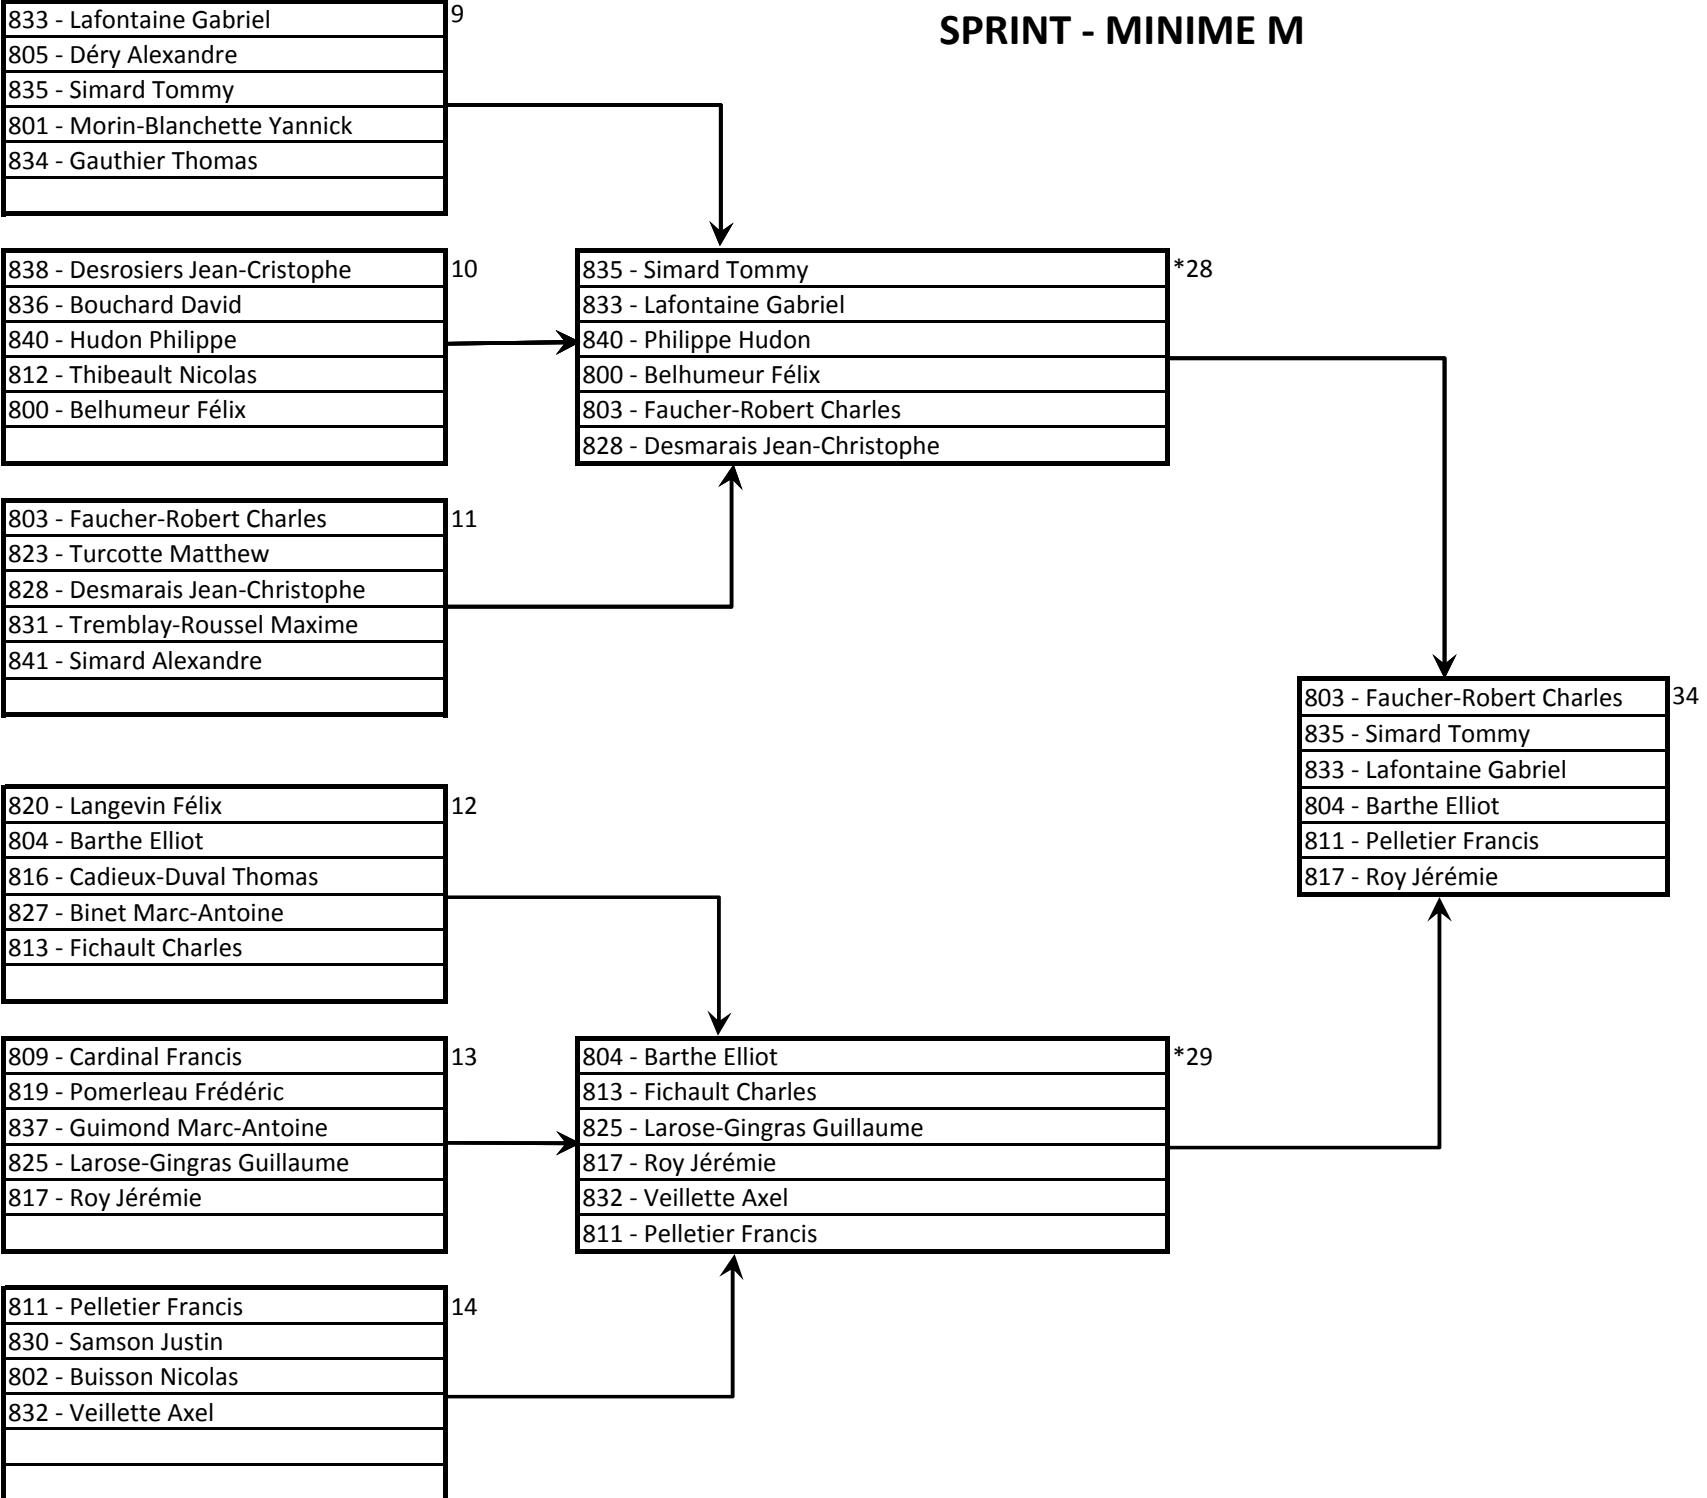 SPRINT - MINIME M
833 - Lafontaine Gabriel 9
805 - Déry Alexandre
835 - Simard Tommy
801 - Morin-Blanchette Yannick
834 - Gauthier Thomas
838 - Desrosiers Jean-Cristophe 10
836 - Bouchard David
840 - Hudon Philippe
812 - Thibeault Nicolas
800 - Belhumeur Félix
835 - Simard Tommy *28
833 - Lafontaine Gabriel
840 - Philippe Hudon
800 - Belhumeur Félix
803 - Faucher-Robert Charles
828 - Desmarais Jean-Christophe
803 - Faucher-Robert Charles 11
823 - Turcotte Matthew
828 - Desmarais Jean-Christophe
831 - Tremblay-Roussel Maxime
841 - Simard Alexandre
803 - Faucher-Robert Charles 34
835 - Simard Tommy
833 - Lafontaine Gabriel
804 - Barthe Elliot
811 - Pelletier Francis
817 - Roy Jérémie
820 - Langevin Félix 12
804 - Barthe Elliot
816 - Cadieux-Duval Thomas
827 - Binet Marc-Antoine
813 - Fichault Charles
809 - Cardinal Francis 13
819 - Pomerleau Frédéric
837 - Guimond Marc-Antoine
825 - Larose-Gingras Guillaume
817 - Roy Jérémie
804 - Barthe Elliot *29
813 - Fichault Charles
825 - Larose-Gingras Guillaume
817 - Roy Jérémie
832 - Veillette Axel
811 - Pelletier Francis
811 - Pelletier Francis 14
830 - Samson Justin
802 - Buisson Nicolas
832 - Veillette Axel